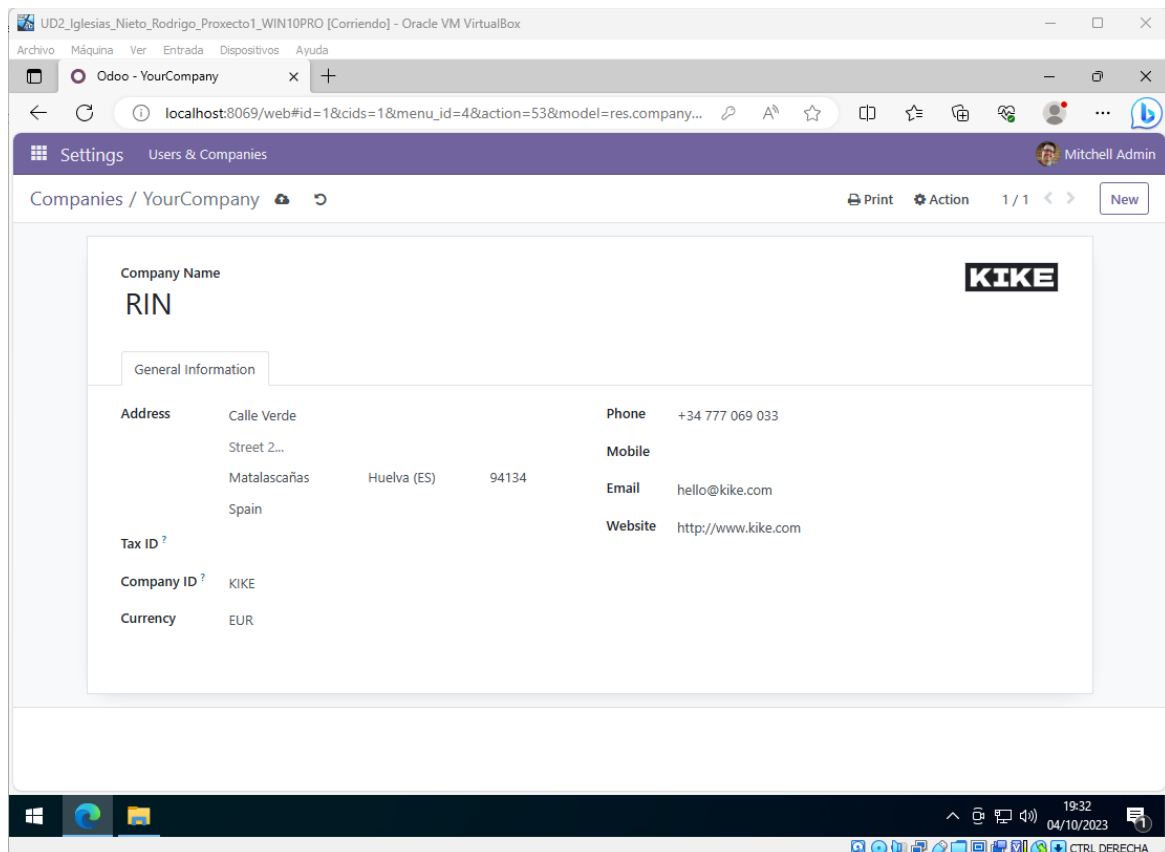 UD2_Iglesias_Nieto_Rodrigo_Proxecto1_WIN10PRO [Corriendo] - Oracle VM VirtualBox
Archivo Máquina Ver Entrada Dispositivos Ayuda
Odoo - YourCompany
localhost:8069/web#id=1&cids=1&menu_id=4&action=53&model=res.company...
Settings Users & Companies Mitchell Admin
Companies / YourCompany Print Action 1 / 1 New
Company Name
KIKE
RIN
General Information
Address Calle Verde Phone +34 777 069 033
Street 2...
Mobile
Matalascañas Huelva (ES) 94134
Email hello@kike.com
Spain
Website http://www.kike.com
Tax ID ?
Company ID ? KIKE
Currency EUR
19:32
04/10/2023
1
CTRL DERECHA